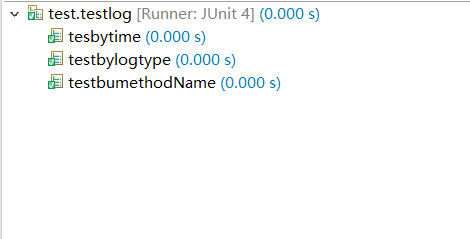 test.testlog [Runner: JUnit 4] (0.000 s)
tesbytime (0.000 s)
testbylogtype (0.000 s)
testbumethodName (0.000 s)